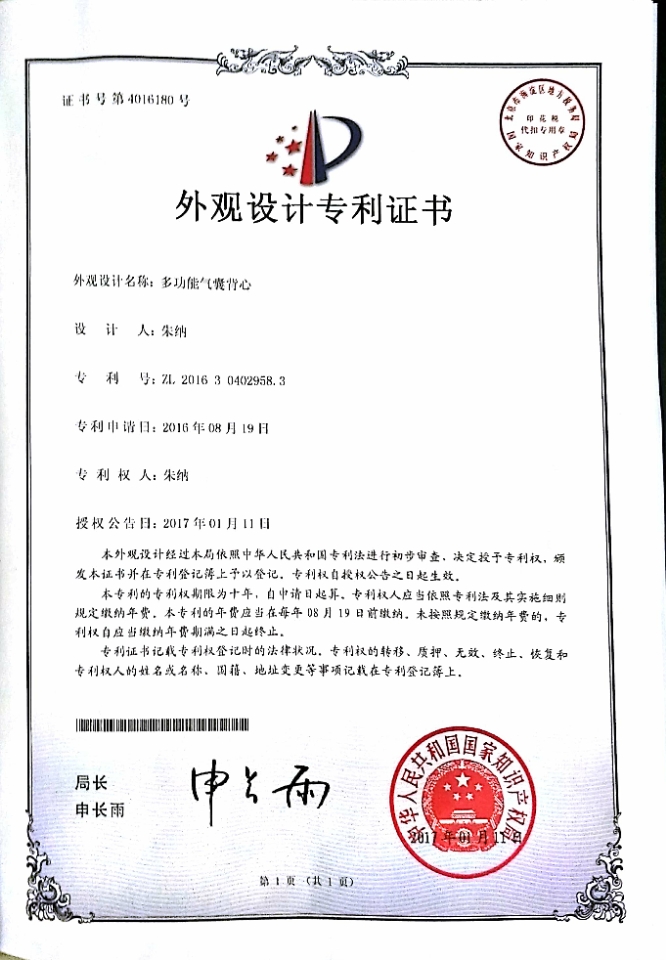 证书号第4016180号
北京市海淀区地方税务局
印花税
代扣专用章
国家知识产权局
外观设计专利证书
外观设计名称：多功能气囊背心
设计人：朱纳
专利号：ZL 2016 3 0402958.3
专利申请日：2016年08月19日
专利权人：朱纳
授权公告日：2017年01月11日
本外观设计经过本局依照中华人民共和国专利法进行初步审查，决定授予专利权，颁
发本证书并在专利登记簿上予以登记。专利权自授权公告之日起生效。
本专利的专利权期限为十年，自申请日起算。专利权人应当依照专利法及其实施细则
规定缴纳年费。本专利的年费应当在每年08月19日前缴纳。未按照规定缴纳年费的，专
利权自应当缴纳年费期满之日起终止。
专利证书记载专利权登记时的法律状况。专利权的转移、质押、无效、终止、恢复和
专利权人的姓名或名称、国籍、地址变更等事项记载在专利登记簿上。
局长
申长雨
申长雨
中华人民共和国国家知识产权局
2017年01月11日
第1页（共1页）